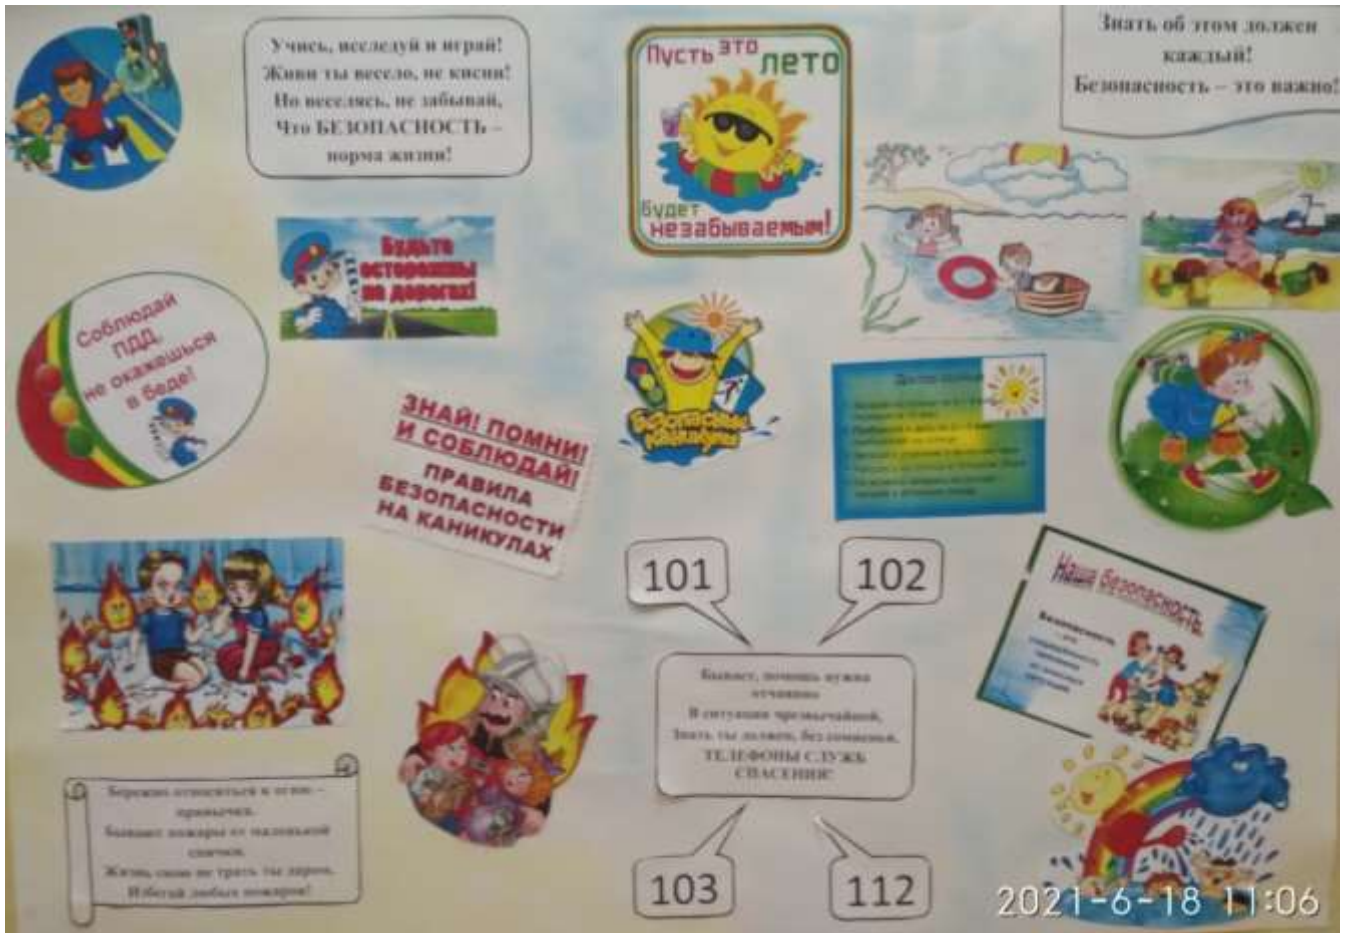 Учись, исследуй и играй!
Живи ты весело, не кисни!
Но веселясь, не забывай,
Что БЕЗОПАСНОСТЬ –
норма жизни!
Пусть это лето
будет
незабываемым!
Знать об этом должен
каждый!
Безопасность – это важно!
Будьте
осторожны
на дорогах!
Соблюдай
ПДД,
не окажешься
в беде!
ЗНАЙ! ПОМНИ!
И СОБЛЮДАЙ!
ПРАВИЛА
БЕЗОПАСНОСТИ
НА КАНИКУЛАХ
Безопасные
каникулы
101
102
Бывает, помощь нужна
отчаянно
В ситуации чрезвычайной,
Знать ты должен, без сомненья,
ТЕЛЕФОНЫ СЛУЖБ
СПАСЕНИЯ!
103
112
Наша безопасность
Безопасность
– это
Бережно относиться к огню –
привычка.
Бывают пожары от маленькой
спички.
Жизнь свою не трать ты даром,
Избегай любых пожаров!
2021-6-18 11:06